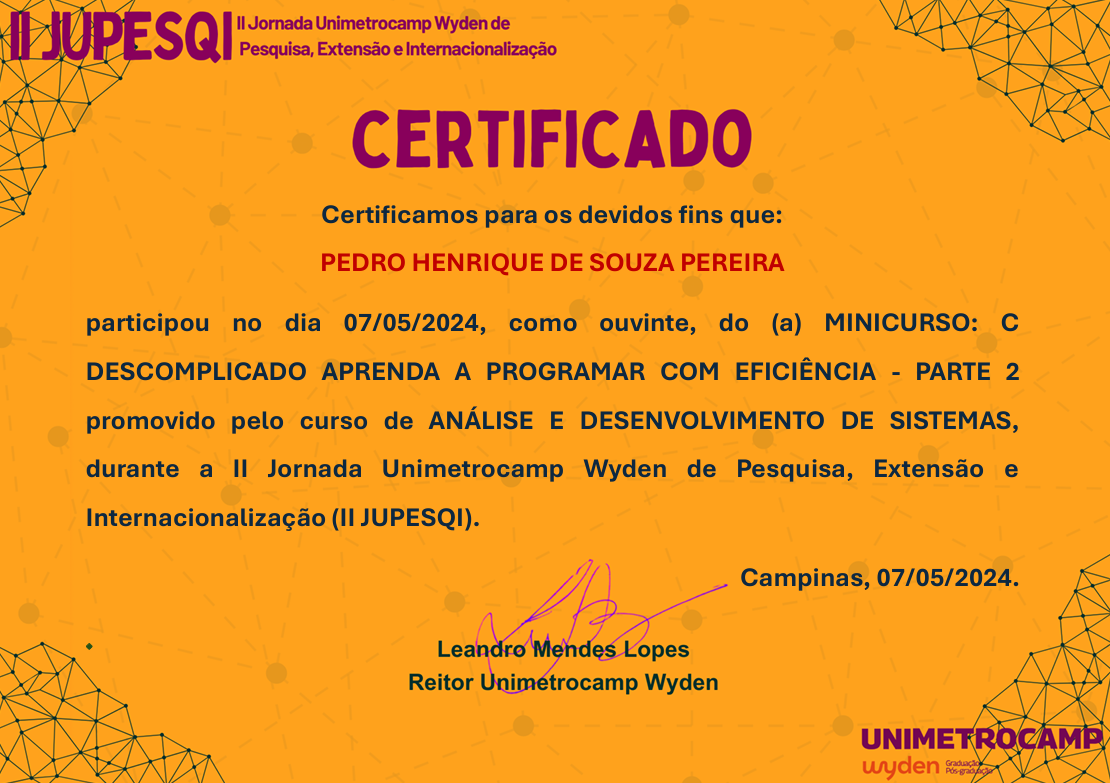 II JUPESQI
II Jornada Unimetrocamp Wyden de
Pesquisa, Extensão e Internacionalização
CERTIFICADO
Certificamos para os devidos fins que:
PEDRO HENRIQUE DE SOUZA PEREIRA
participou no dia 07/05/2024, como ouvinte, do (a) MINICURSO: C
DESCOMPLICADO APRENDA A PROGRAMAR COM EFICIÊNCIA - PARTE 2
promovido pelo curso de ANÁLISE E DESENVOLVIMENTO DE SISTEMAS,
durante a II Jornada Unimetrocamp Wyden de Pesquisa, Extensão e
Internacionalização (II JUPESQI).
Campinas, 07/05/2024.
Leandro Mendes Lopes
Reitor Unimetrocamp Wyden
UNIMETROCAMP
wyden
Graduação
Pós-graduação